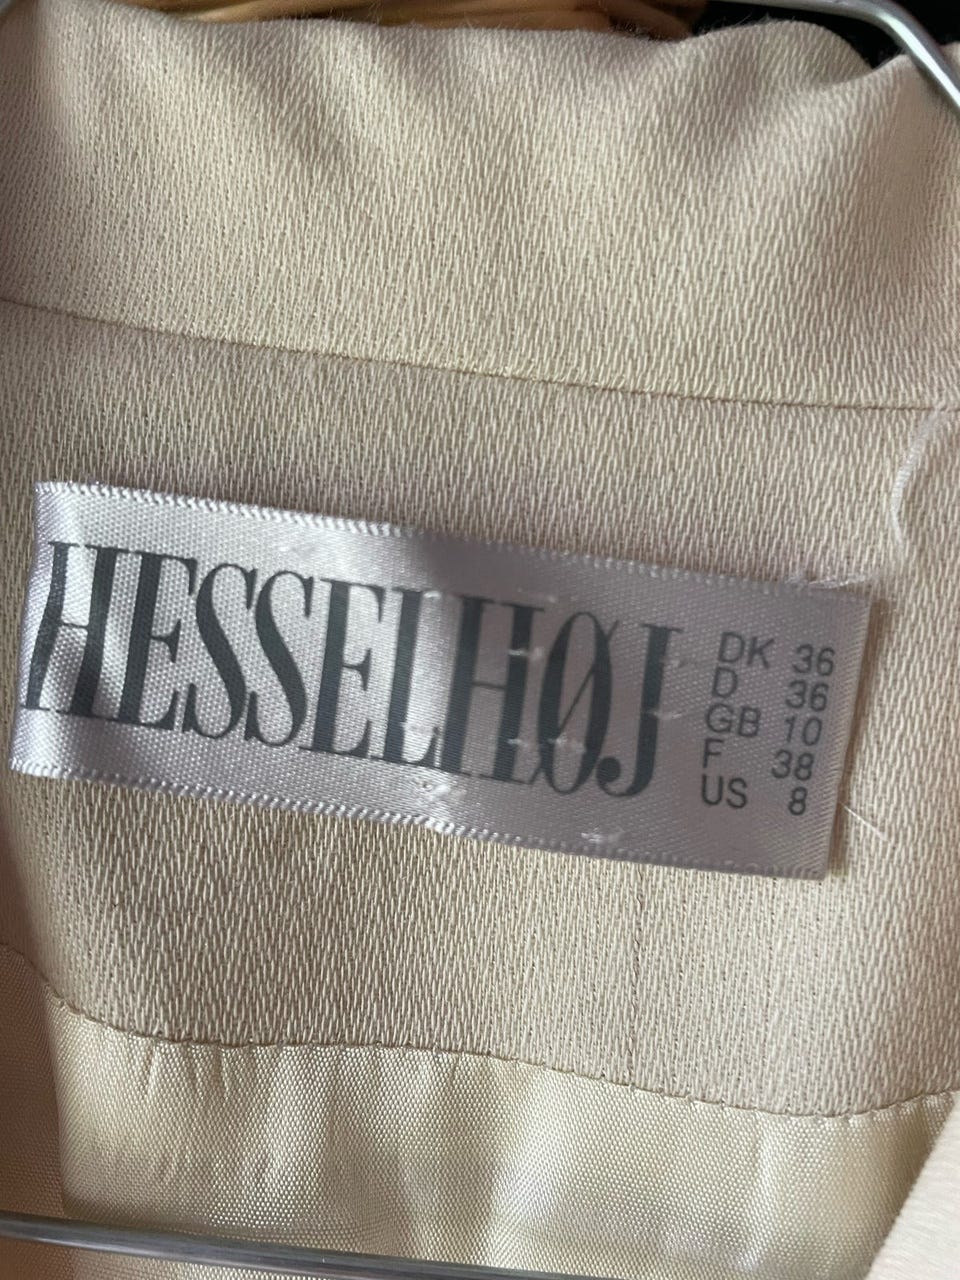 HESSELHØJ
DK 36
D 36
GB 10
F 38
US 8